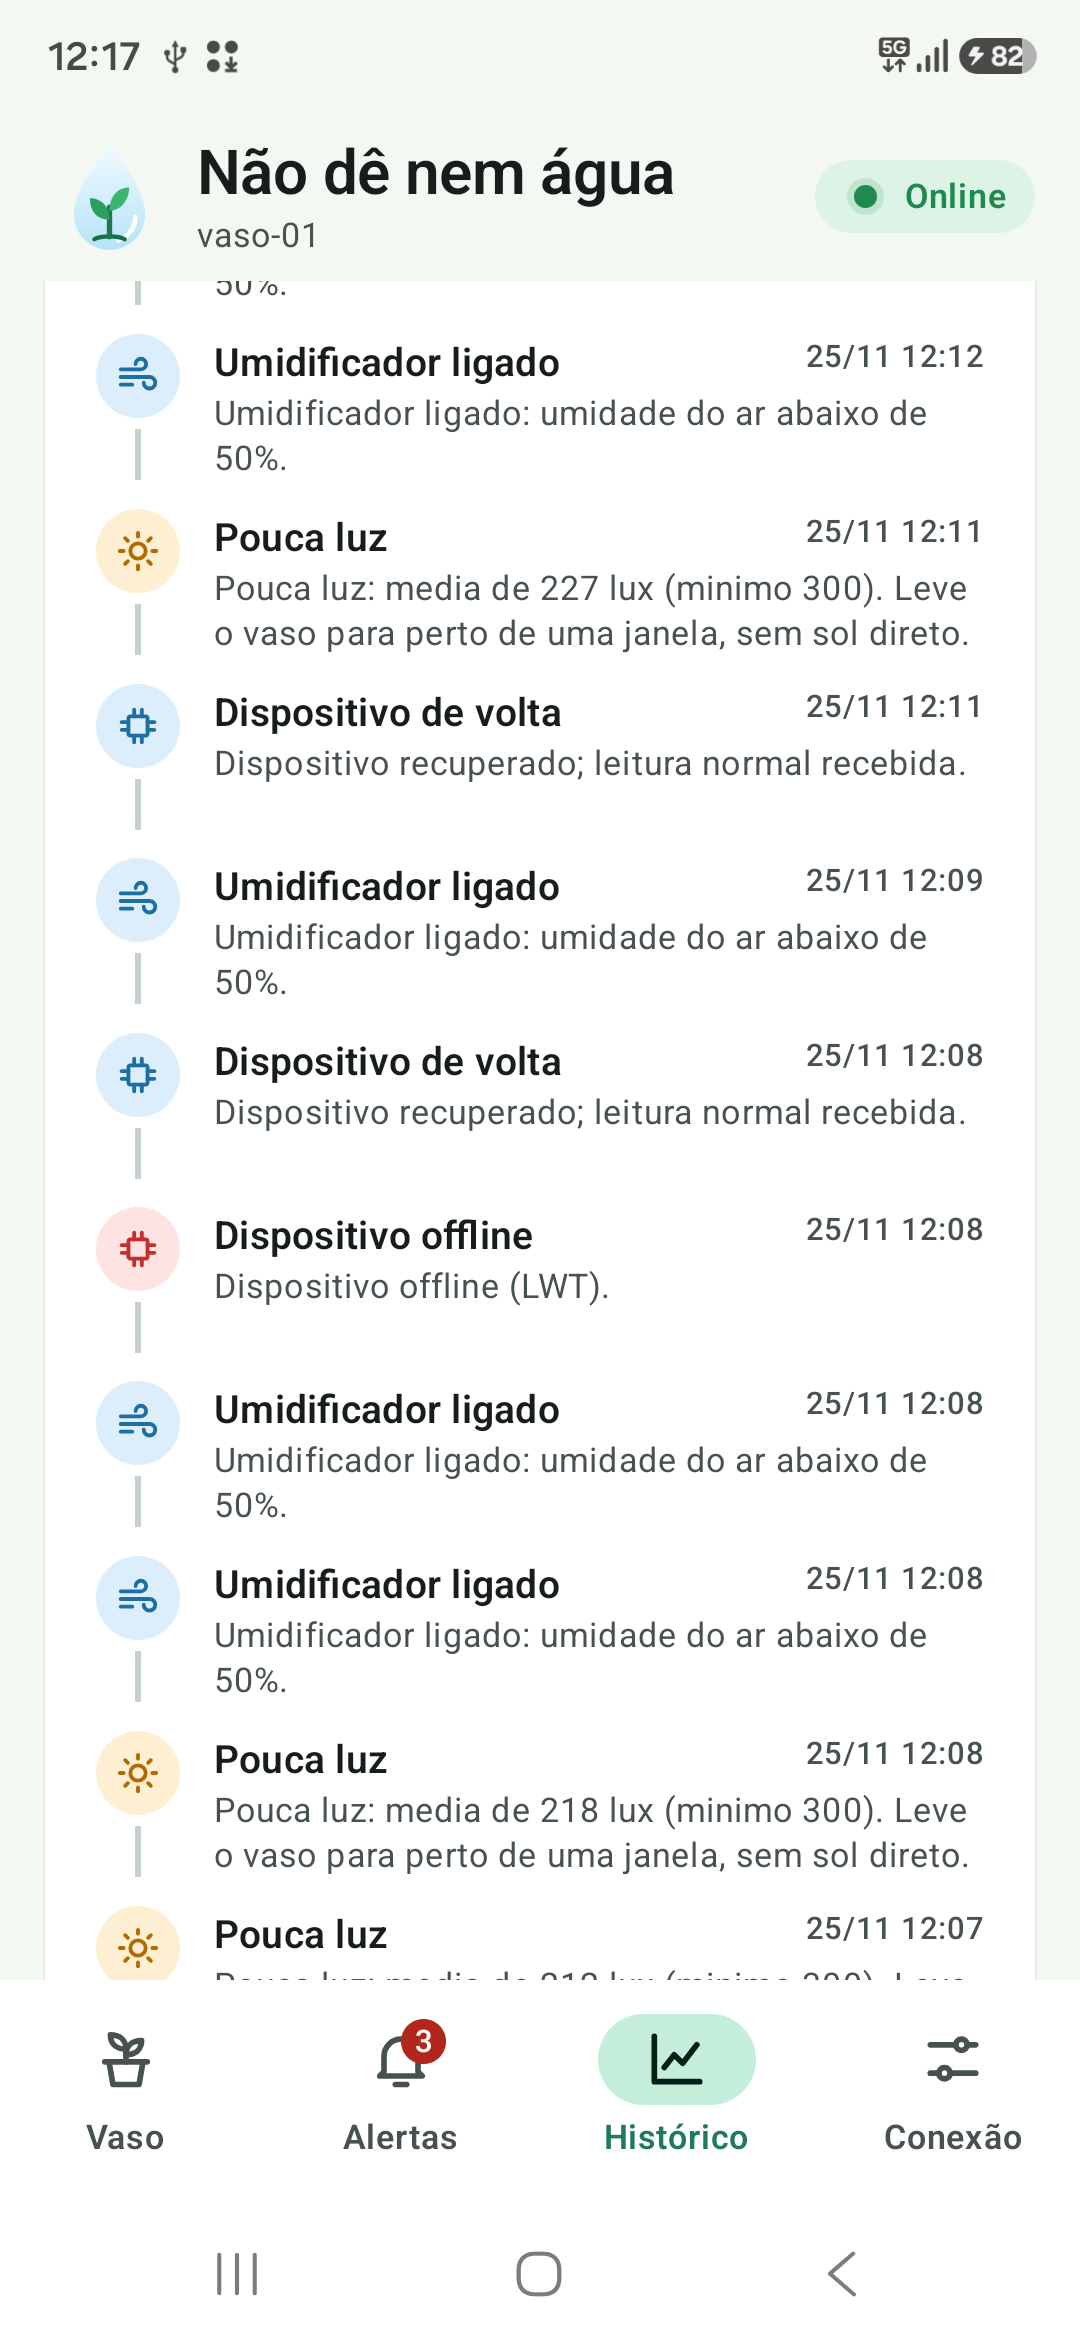 12:17
5G
82
Não dê nem água
vaso-01
Online
50%.
Umidificador ligado
25/11 12:12
Umidificador ligado: umidade do ar abaixo de
50%.
Pouca luz
25/11 12:11
Pouca luz: media de 227 lux (minimo 300). Leve
o vaso para perto de uma janela, sem sol direto.
Dispositivo de volta
25/11 12:11
Dispositivo recuperado; leitura normal recebida.
Umidificador ligado
25/11 12:09
Umidificador ligado: umidade do ar abaixo de
50%.
Dispositivo de volta
25/11 12:08
Dispositivo recuperado; leitura normal recebida.
Dispositivo offline
25/11 12:08
Dispositivo offline (LWT).
Umidificador ligado
25/11 12:08
Umidificador ligado: umidade do ar abaixo de
50%.
Umidificador ligado
25/11 12:08
Umidificador ligado: umidade do ar abaixo de
50%.
Pouca luz
25/11 12:08
Pouca luz: media de 218 lux (minimo 300). Leve
o vaso para perto de uma janela, sem sol direto.
Pouca luz
25/11 12:07
3
Vaso
Alertas
Histórico
Conexão